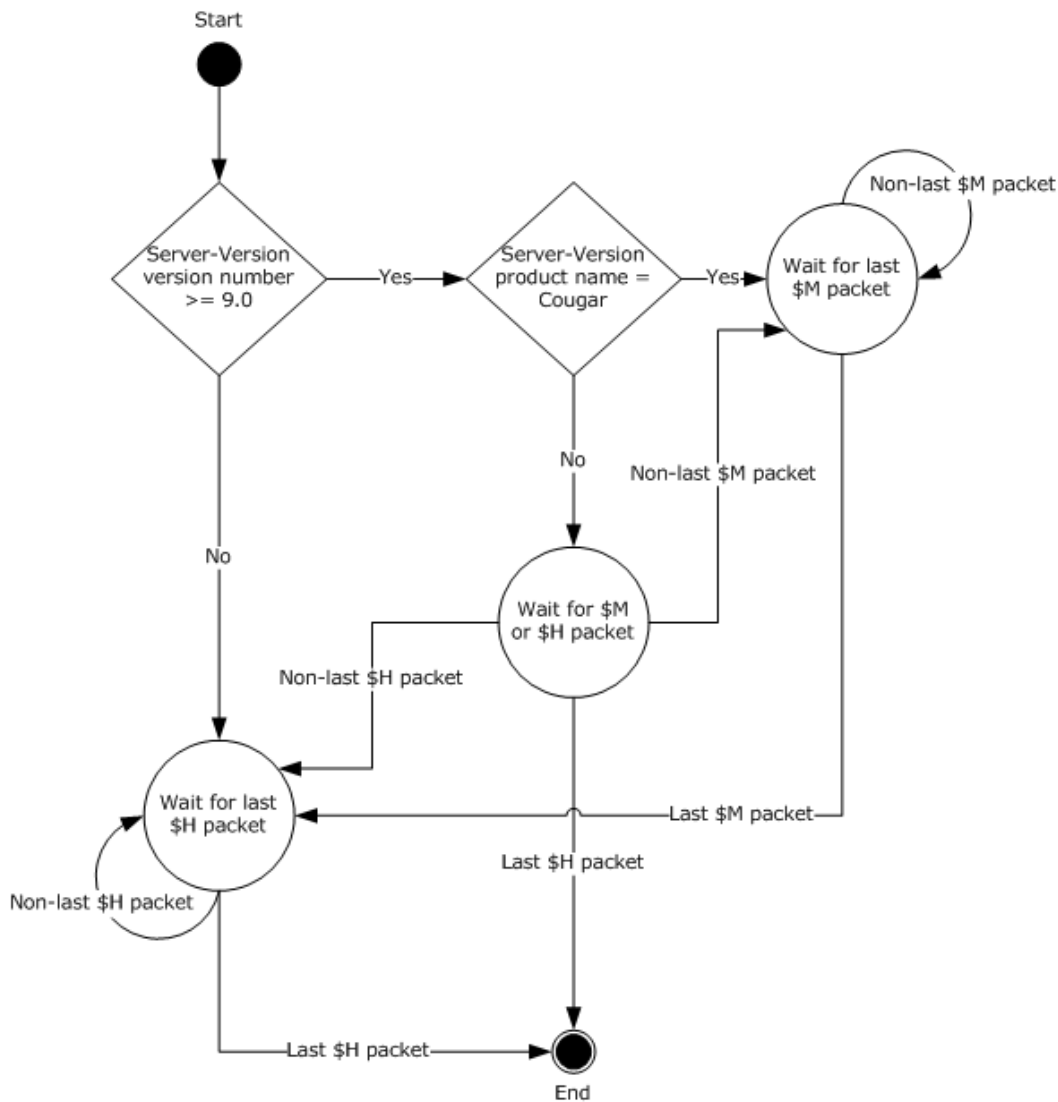 Start
Non-last $M packet
Server-Version
version number
>= 9.0
Yes
Server-Version
product name =
Cougar
Yes
Wait for last
$M packet
No
Non-last $M packet
No
Wait for $M
or $H packet
Non-last $H packet
Wait for last
$H packet
Last $M packet
Last $H packet
Non-last $H packet
Last $H packet
End